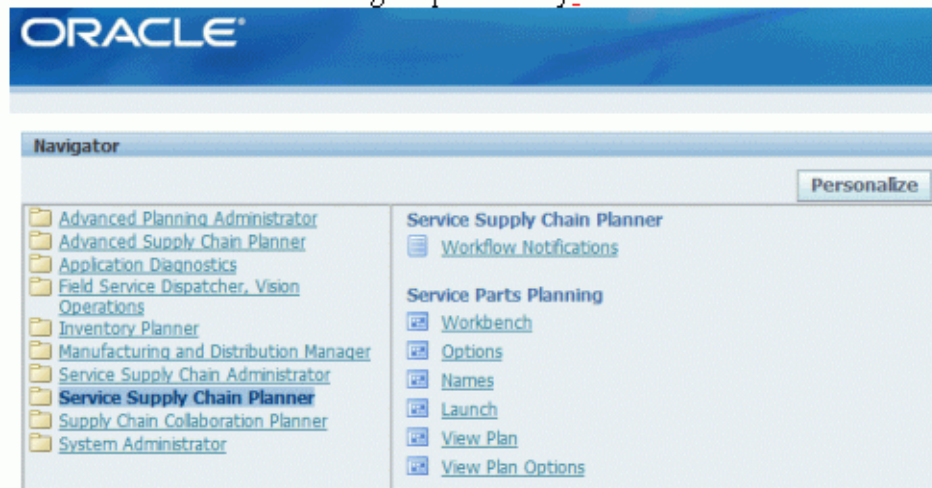 ORACLE®
Navigator
Personalize
Advanced Planning Administrator
Advanced Supply Chain Planner
Application Diagnostics
Field Service Dispatcher, Vision
Operations
Inventory Planner
Manufacturing and Distribution Manager
Service Supply Chain Administrator
Service Supply Chain Planner
Supply Chain Collaboration Planner
System Administrator
Service Supply Chain Planner
Workflow Notifications
Service Parts Planning
Workbench
Options
Names
Launch
View Plan
View Plan Options